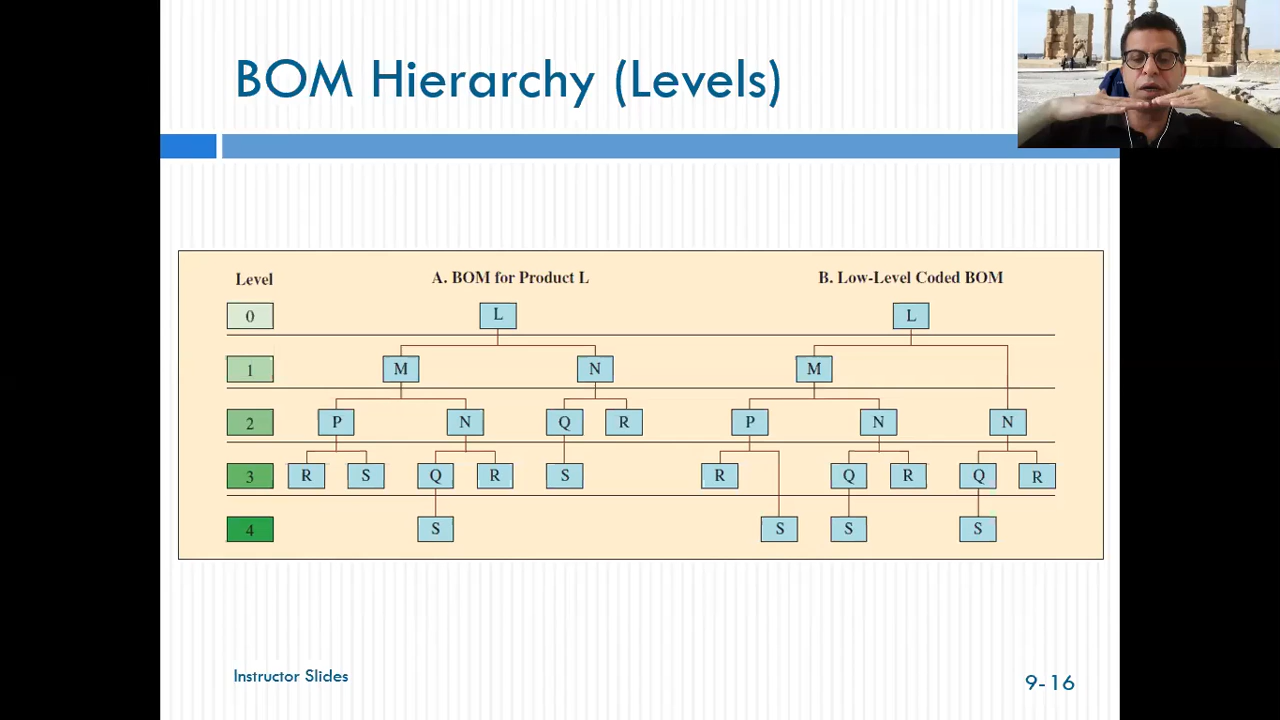 BOM Hierarchy (Levels)
Level A. BOM for Product L B. Low-Level Coded BOM
0 L L
1 M N M
2 P N Q R P N N
3 R S Q R S R Q R Q R
4 S S S S
Instructor Slides
9-16